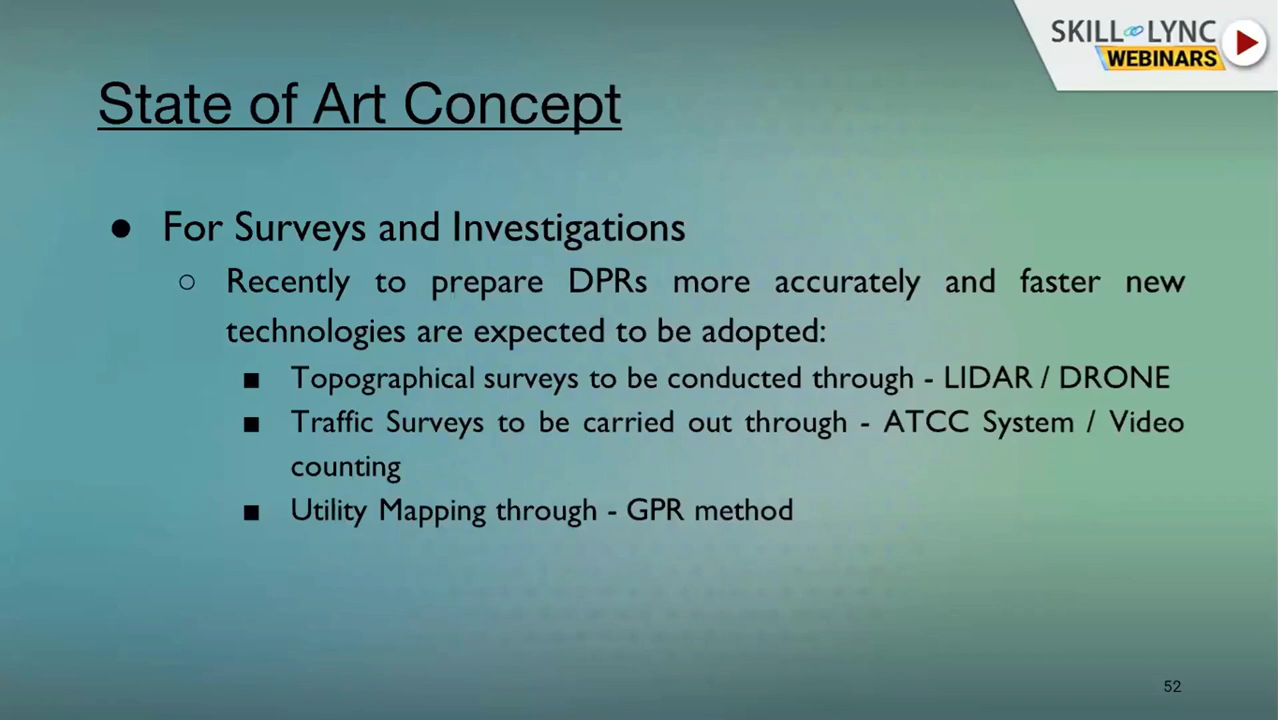 SKILL LYNC
WEBINARS
State of Art Concept
● For Surveys and Investigations
○ Recently to prepare DPRs more accurately and faster new
technologies are expected to be adopted:
■ Topographical surveys to be conducted through - LIDAR / DRONE
■ Traffic Surveys to be carried out through - ATCC System / Video
counting
■ Utility Mapping through - GPR method
52